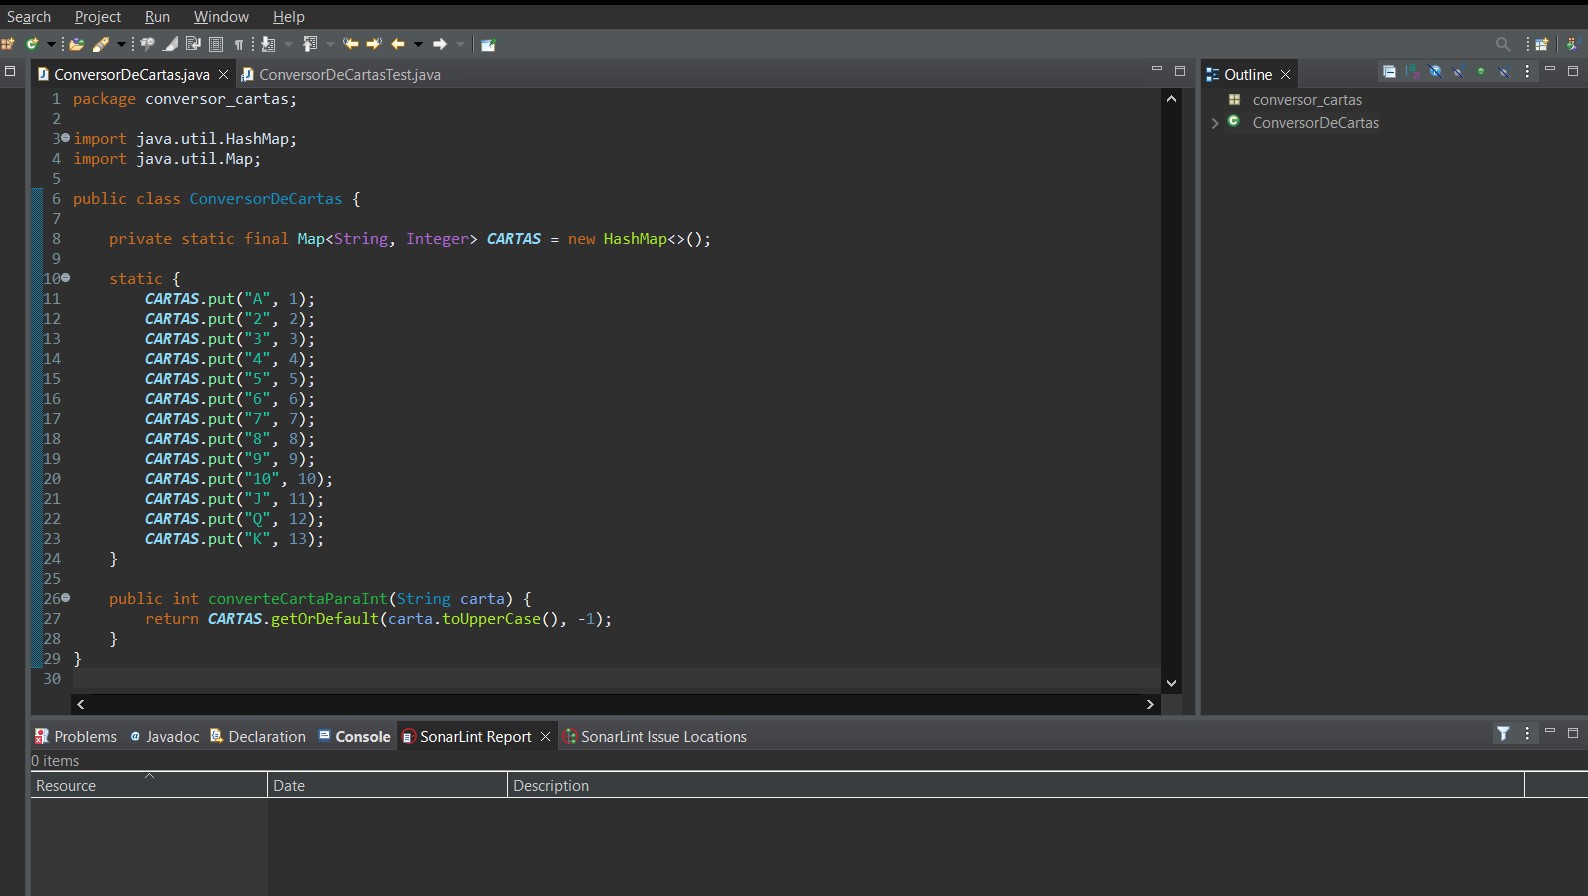 Search Project Run Window Help
ConversorDeCartas.java ConversorDeCartasTest.java
1 package conversor_cartas;
2
3 import java.util.HashMap;
4 import java.util.Map;
5
6 public class ConversorDeCartas {
7
8 private static final Map<String, Integer> CARTAS = new HashMap<>();
9
10 static {
11 CARTAS.put("A", 1);
12 CARTAS.put("2", 2);
13 CARTAS.put("3", 3);
14 CARTAS.put("4", 4);
15 CARTAS.put("5", 5);
16 CARTAS.put("6", 6);
17 CARTAS.put("7", 7);
18 CARTAS.put("8", 8);
19 CARTAS.put("9", 9);
20 CARTAS.put("10", 10);
21 CARTAS.put("J", 11);
22 CARTAS.put("Q", 12);
23 CARTAS.put("K", 13);
24 }
25
26 public int converteCartaParaInt(String carta) {
27 return CARTAS.getOrDefault(carta.toUpperCase(), -1);
28 }
29 }
30
Outline
conversor_cartas
ConversorDeCartas
Problems Javadoc Declaration Console SonarLint Report SonarLint Issue Locations
0 items
Resource Date Description